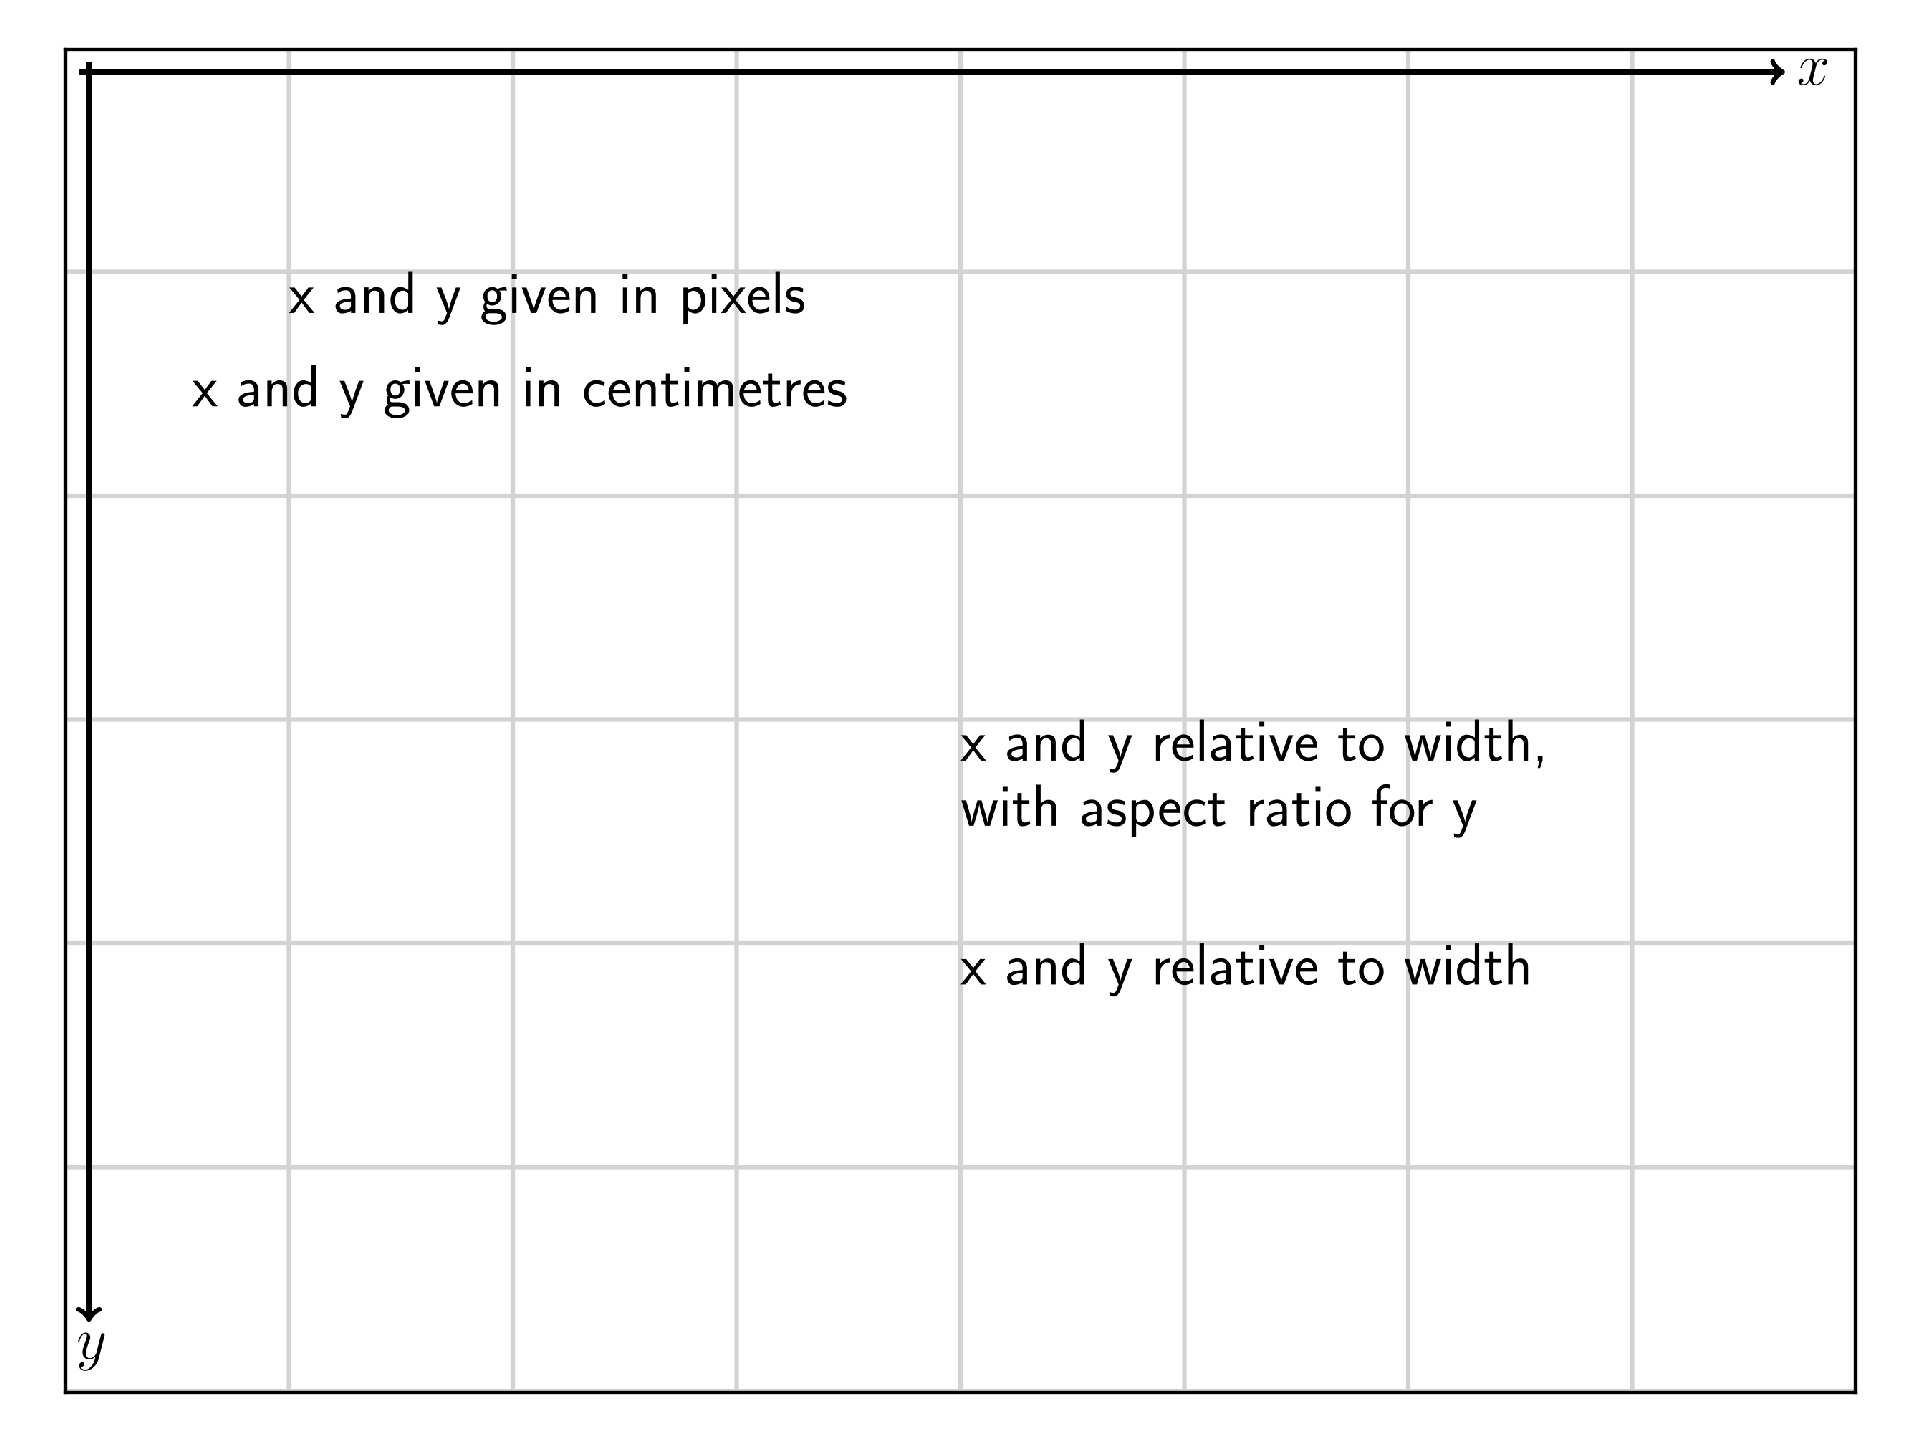 x
x and y given in pixels
x and y given in centimetres
x and y relative to width,
with aspect ratio for y
x and y relative to width
y